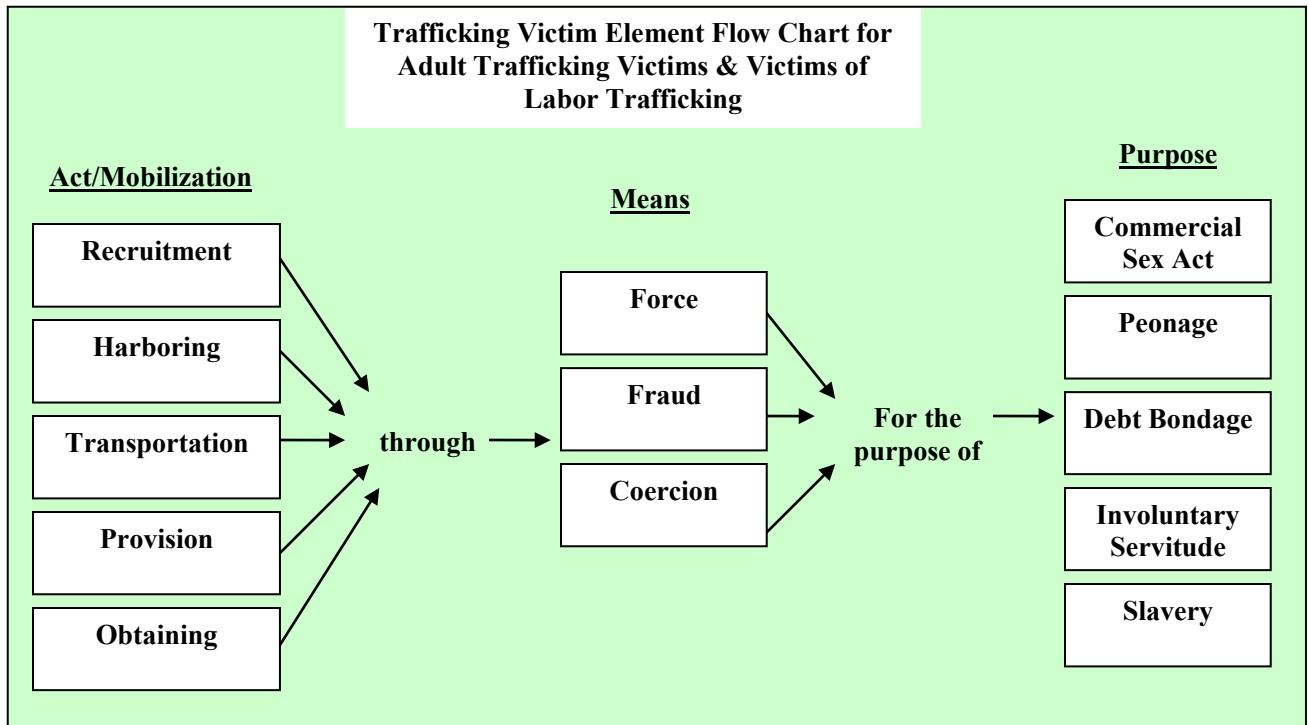 Trafficking Victim Element Flow Chart for
Adult Trafficking Victims & Victims of
Labor Trafficking
Act/Mobilization
Recruitment
Harboring
Transportation
Provision
Obtaining
through
Means
Force
Fraud
Coercion
For the
purpose of
Purpose
Commercial
Sex Act
Peonage
Debt Bondage
Involuntary
Servitude
Slavery